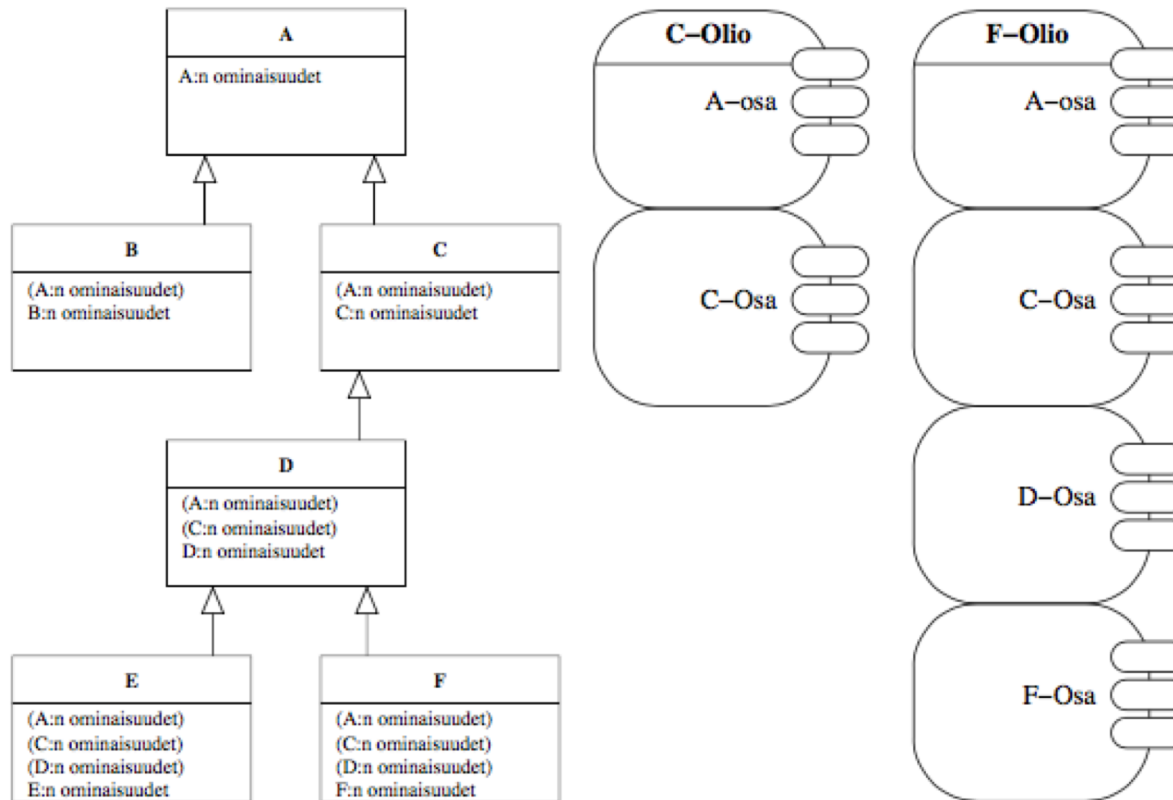 A
A:n ominaisuudet
B
(A:n ominaisuudet)
B:n ominaisuudet
C
(A:n ominaisuudet)
C:n ominaisuudet
D
(A:n ominaisuudet)
(C:n ominaisuudet)
D:n ominaisuudet
E
(A:n ominaisuudet)
(C:n ominaisuudet)
(D:n ominaisuudet)
E:n ominaisuudet
F
(A:n ominaisuudet)
(C:n ominaisuudet)
(D:n ominaisuudet)
F:n ominaisuudet
C–Olio
A–osa
C–Osa
F–Olio
A–osa
C–Osa
D–Osa
F–Osa